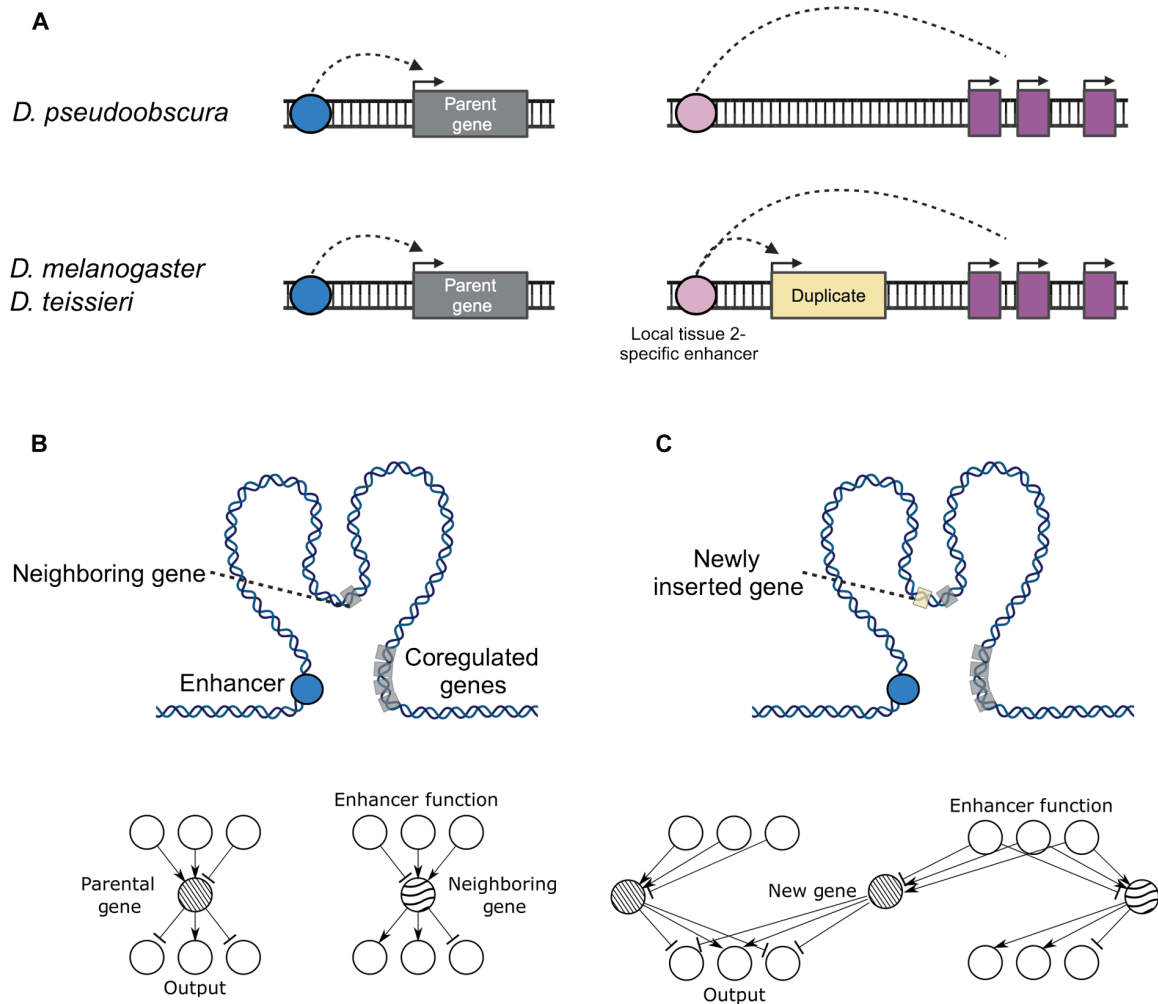 A
D. pseudoobscura
Parent
gene
D. melanogaster
D. teissieri
Parent
gene
Duplicate
Local tissue 2-
specific enhancer
B
Neighboring gene
Enhancer
Coregulated
genes
Enhancer function
Parental
gene
Neighboring
gene
Output
C
Newly
inserted gene
Enhancer function
New gene
Output